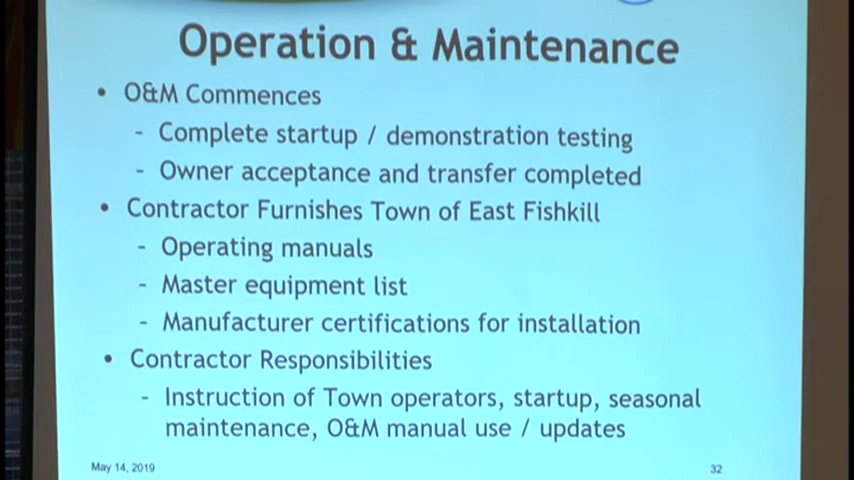 Operation & Maintenance
• O&M Commences
- Complete startup / demonstration testing
- Owner acceptance and transfer completed
• Contractor Furnishes Town of East Fishkill
- Operating manuals
- Master equipment list
- Manufacturer certifications for installation
• Contractor Responsibilities
- Instruction of Town operators, startup, seasonal
maintenance, O&M manual use / updates
May 14, 2019
32